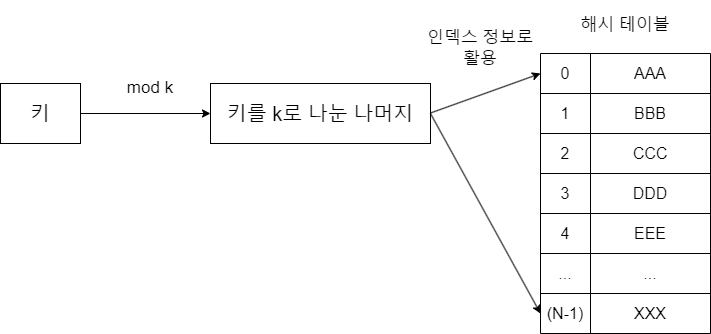 해시 테이블
인덱스 정보로
활용
mod k
키
키를 k로 나눈 나머지
0 AAA
1 BBB
2 CCC
3 DDD
4 EEE
... ...
(N-1) XXX